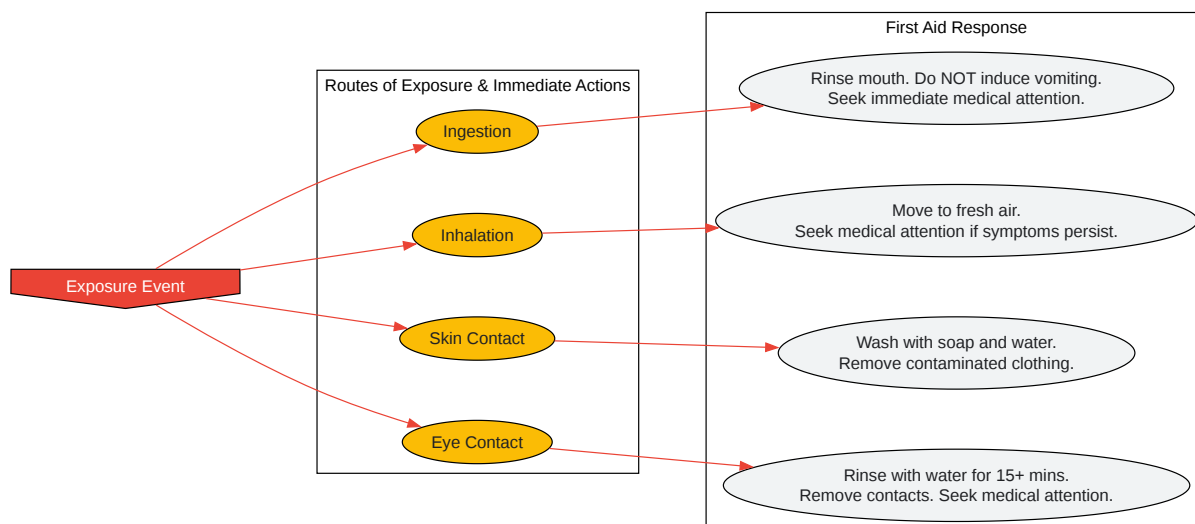 First Aid Response
Routes of Exposure & Immediate Actions
Rinse mouth. Do NOT induce vomiting.
Seek immediate medical attention.
Ingestion
Move to fresh air.
Seek medical attention if symptoms persist.
Inhalation
Exposure Event
Skin Contact
Wash with soap and water.
Remove contaminated clothing.
Eye Contact
Rinse with water for 15+ mins.
Remove contacts. Seek medical attention.